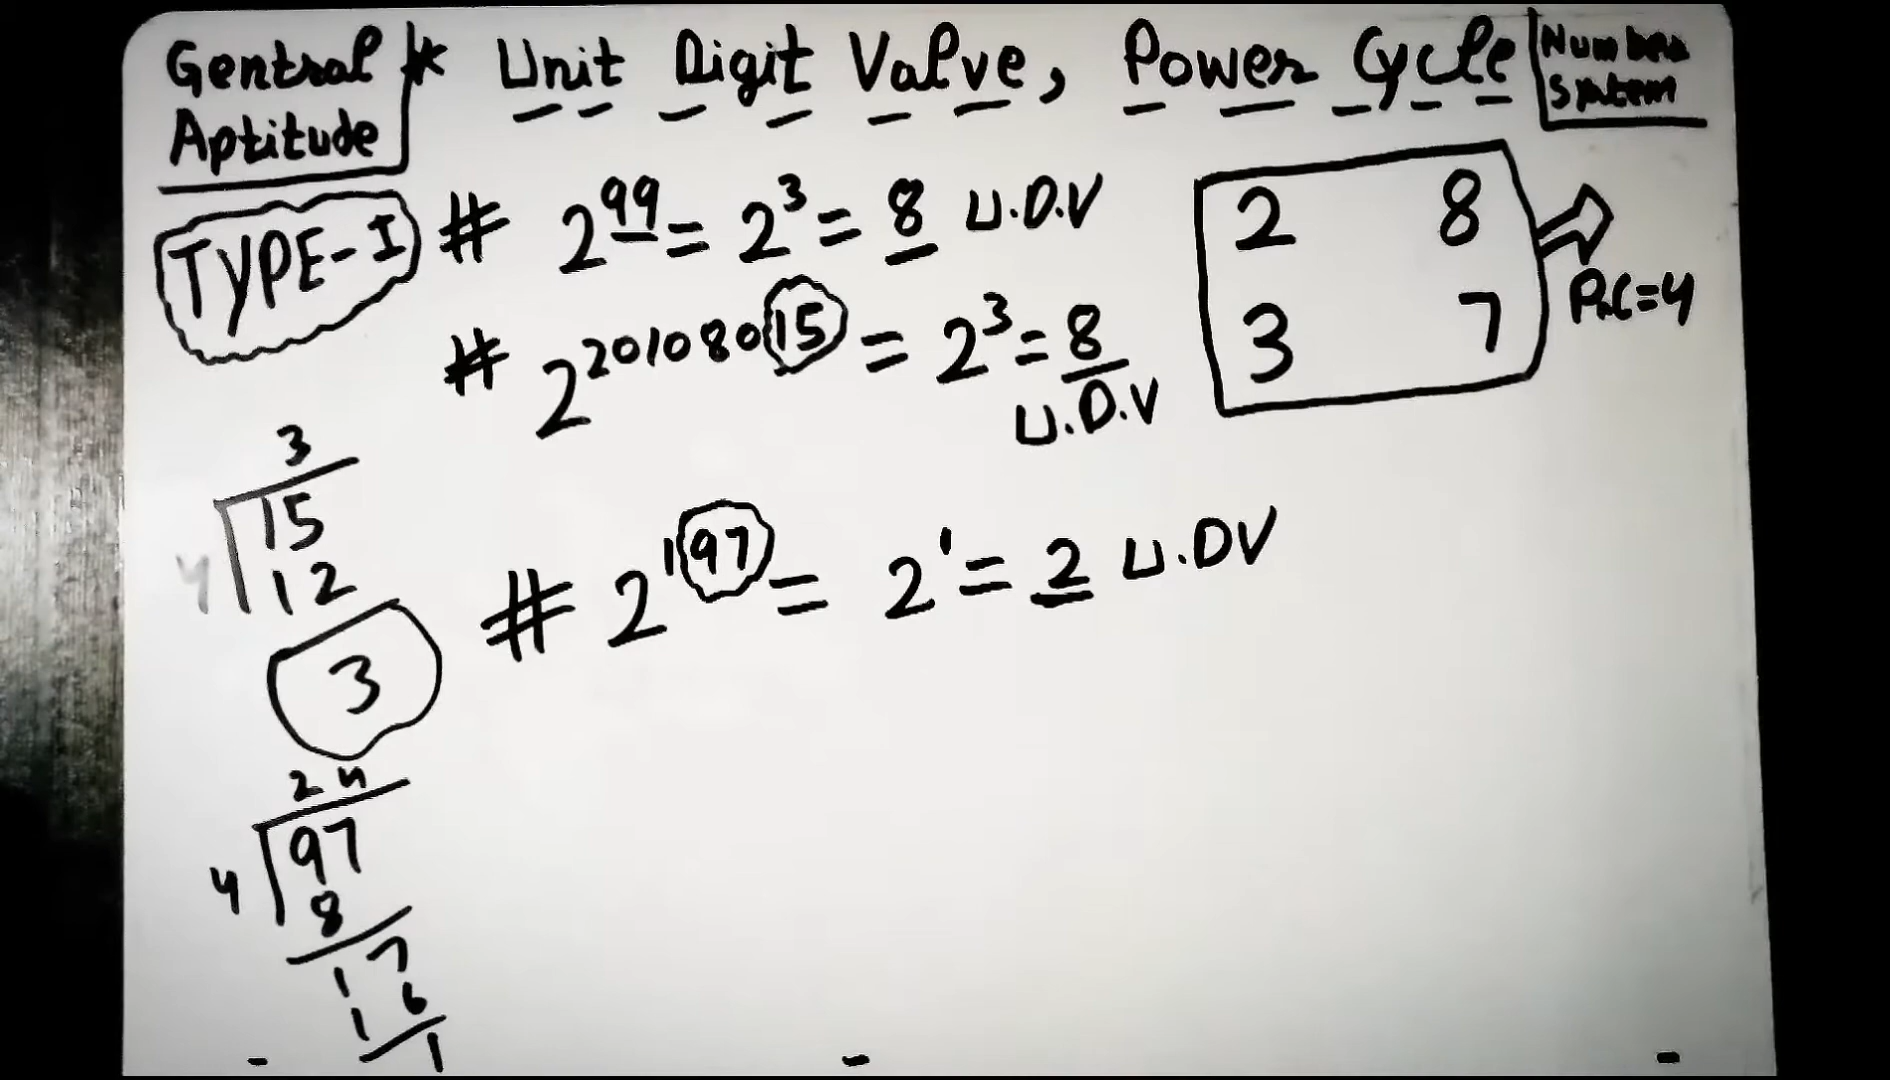 Gentral
Aptitude
* Unit Digit Valve, Power Cycle
Number
System
TYPE-I
# 2^99 = 2^3 = 8 U.D.V
# 2^20108015 = 2^3 = 8
U.D.V
2 8
3 7
P.C=4
3
4 15
12
3
# 2^197 = 2^1 = 2 U.DV
24
4 97
8
17
16
1